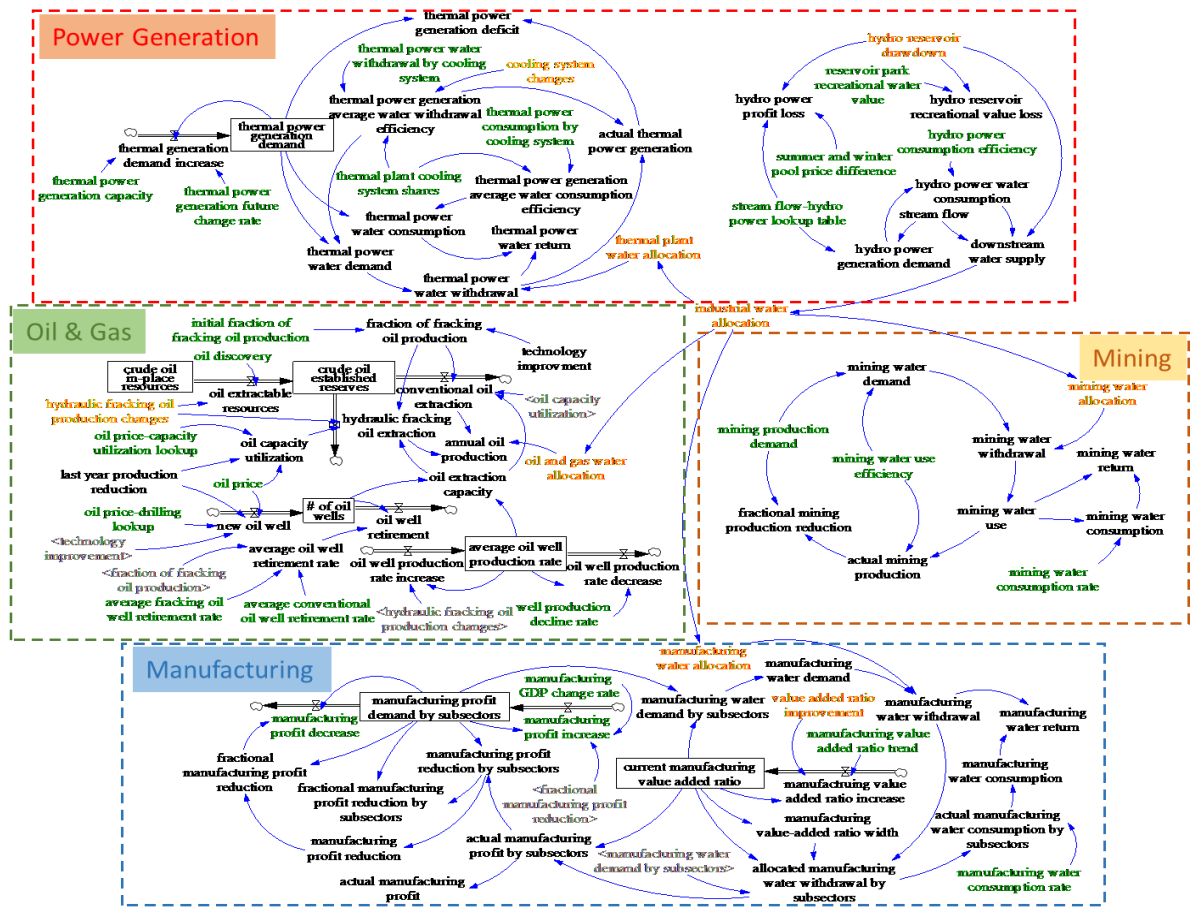 Power Generation
thermal power
generation deficit
thermal power water
withdrawal by cooling
system
cooling system
changes
thermal power generation
average water withdrawal
efficiency
thermal power
consumption by
cooling system
actual thermal
power generation
thermal power
generation
demand
thermal generation
demand increase
thermal power
generation capacity
thermal power
generation future
change rate
thermal plant cooling
system shares
thermal power generation
average water consumption
efficiency
thermal power
water consumption
thermal power
water return
thermal power
water demand
thermal power
water withdrawal
thermal plant
water allocation
hydro reservoir
drawdown
reservoir park
recreational water
value
hydro power
profit loss
hydro reservoir
recreational value loss
hydro power
consumption efficiency
summer and winter
pool price difference
hydro power water
consumption
stream flow-hydro
power lookup table
stream flow
hydro power
generation demand
downstream
water supply
industrial water
allocation
Oil & Gas
initial fraction of
fracking oil production
fraction of fracking
oil production
technology
improvment
oil discovery
crude oil
in-place
resources
crude oil
established
reserves
oil extractable
resources
conventional oil
extraction
<oil capacity
utilization>
hydraulic fracking oil
production changes
hydraulic fracking
oil extraction
oil price-capacity
utilization lookup
oil capacity
utilization
annual oil
production
oil and gas water
allocation
last year production
reduction
oil price
oil extraction
capacity
# of oil
wells
oil price-drilling
lookup
new oil well
oil well
retirement
<technology
improvement>
average oil well
retirement rate
oil well production
rate increase
average oil well
production rate
oil well production
rate decrease
<fraction of fracking
oil production>
average fracking oil
well retirement rate
average conventional
oil well retirement rate
<hydraulic fracking oil
production changes>
well production
decline rate
Mining
mining water
demand
mining water
allocation
mining production
demand
mining water
withdrawal
mining water use
efficiency
mining water
return
fractional mining
production reduction
mining water
use
mining water
consumption
actual mining
production
mining water
consumption rate
Manufacturing
manufacturing
water allocation
manufacturing
water demand
manufacturing
GDP change rate
manufacturing profit
demand by subsectors
manufacturing water
demand by subsectors
value added ratio
improvement
manufacturing
water withdrawal
manufacturing
profit decrease
manufacturing
profit increase
manufacturing
water return
manufacturing value
added ratio trend
fractional
manufacturing profit
reduction
manufacturing profit
reduction by subsectors
current manufacturing
value added ratio
manufacturing
water consumption
fractional manufacturing
profit reduction by
subsectors
<fractional
manufacturing profit
reduction>
manufacturing value
added ratio increase
manufacturing
value-added ratio width
actual manufacturing
water consumption by
subsectors
manufacturing
profit reduction
actual manufacturing
profit by subsectors
<manufacturing water
demand by subsectors>
allocated manufacturing
water withdrawal by
subsectors
manufacturing water
consumption rate
actual manufacturing
profit